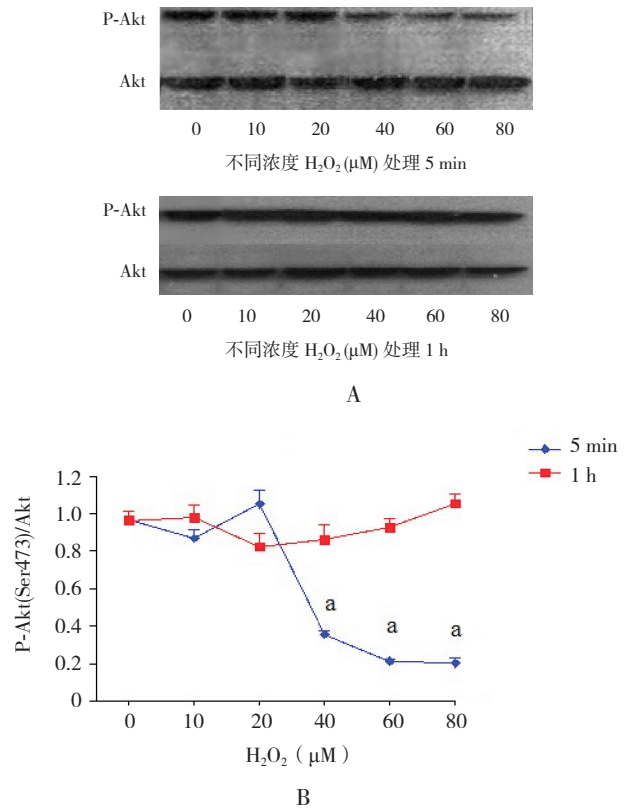 P-Akt
Akt
0 10 20 40 60 80
不同浓度 H₂O₂ (μM) 处理 5 min
P-Akt
Akt
0 10 20 40 60 80
不同浓度 H₂O₂ (μM) 处理 1 h
A
5 min
1 h
P-Akt(Ser473)/Akt
1.2
1.0
0.8
0.6
0.4
0.2
0
a a a
0 10 20 40 60 80
H₂O₂ ( μM )
B